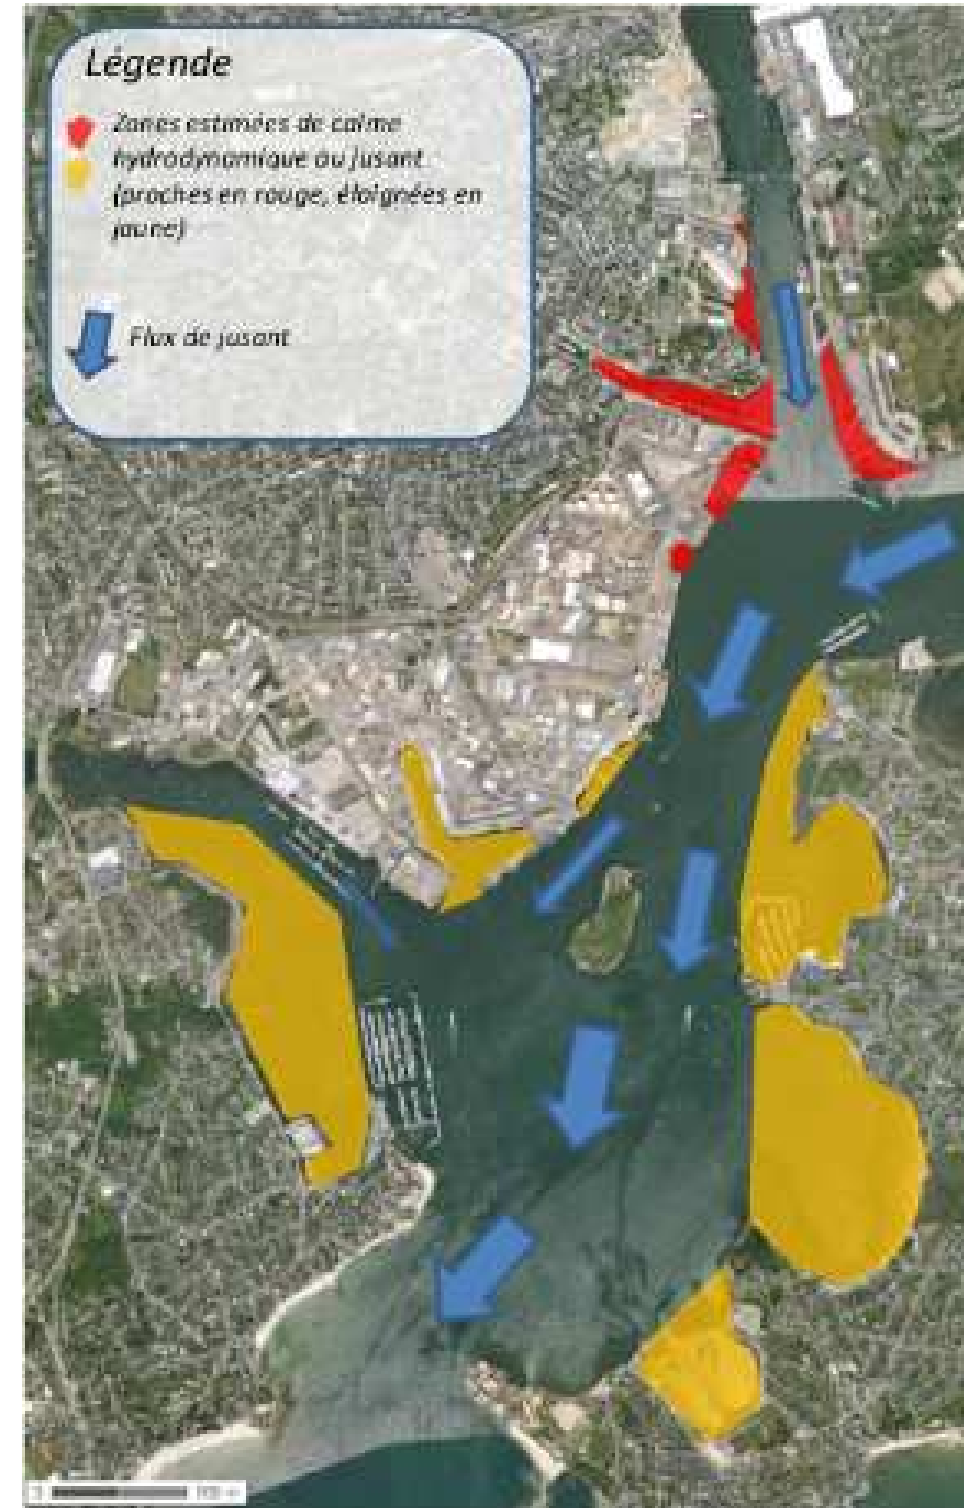 Légende
Zones estimées de calme
hydrodynamique au jusant
(proches en rouge, éloignées en
jaune)
Flux de jusant